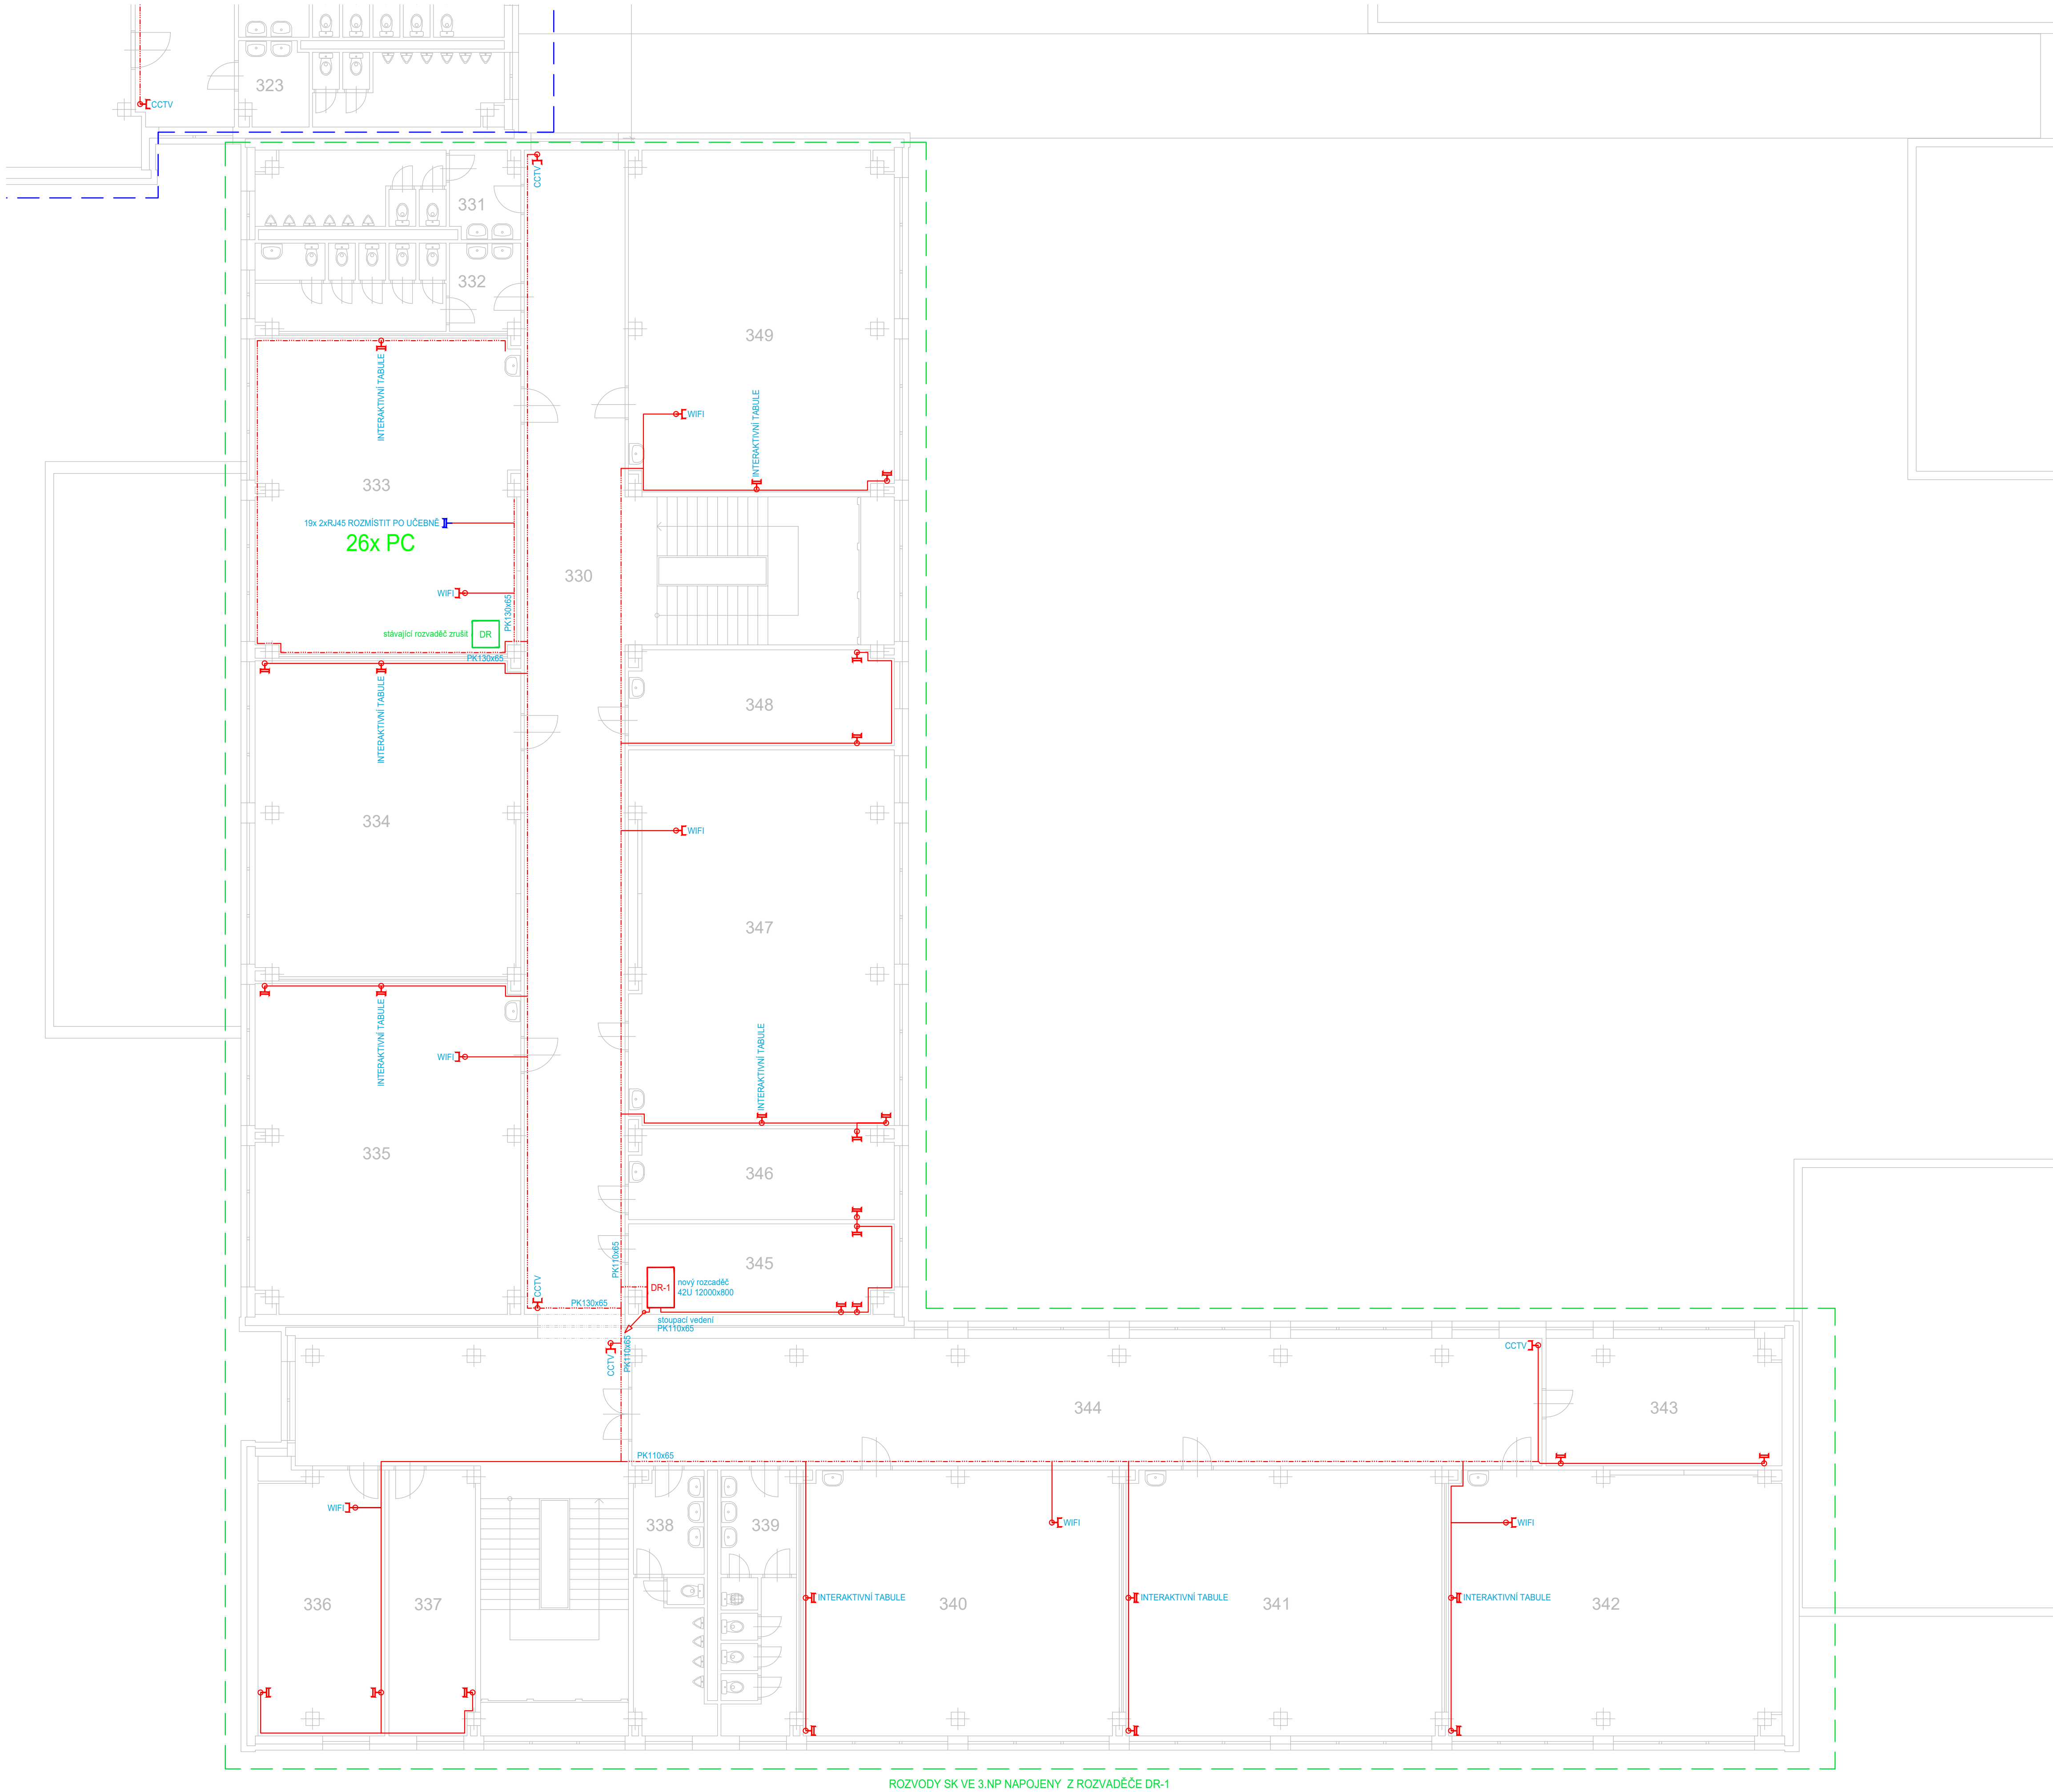 323
CCTV
CCTV
331
332
349
INTERAKTIVNÍ TABULE
INTERAKTIVNÍ TABULE
WIFI
333
19x 2xRJ45 ROZMÍSTIT PO UČEBNĚ
26x PC
330
WIFI
PK130x65
stávající rozvaděč zrušit
DR
PK130x65
INTERAKTIVNÍ TABULE
348
334
WIFI
347
INTERAKTIVNÍ TABULE
INTERAKTIVNÍ TABULE
WIFI
335
346
345
PK110x65
CCTV
DR-1
nový rozcaděč
42U 12000x800
PK130x65
stoupací vedení
PK110x65
PK110x65
CCTV
CCTV
344
343
PK110x65
WIFI
338
339
WIFI
WIFI
336
337
INTERAKTIVNÍ TABULE
340
INTERAKTIVNÍ TABULE
341
INTERAKTIVNÍ TABULE
342
ROZVODY SK VE 3.NP NAPOJENY Z ROZVADĚČE DR-1